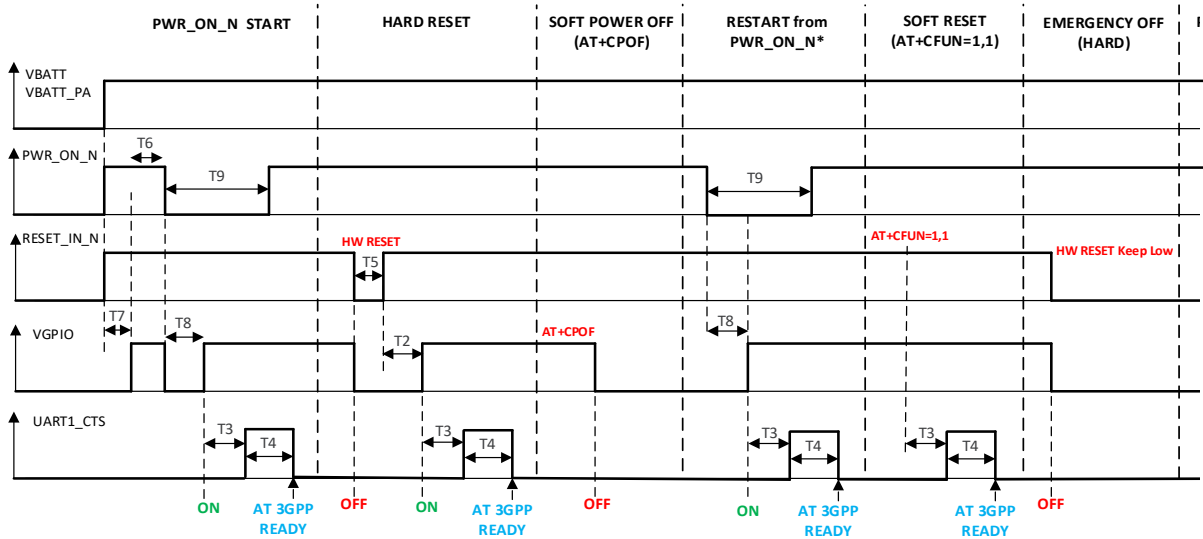 PWR_ON_N START
HARD RESET
SOFT POWER OFF
(AT+CPOF)
RESTART from
PWR_ON_N*
SOFT RESET
(AT+CFUN=1,1)
EMERGENCY OFF
(HARD)
VBATT
VBATT_PA
T6
PWR_ON_N
T9
T9
RESET_IN_N
HW RESET
AT+CFUN=1,1
HW RESET Keep Low
T5
T7
T8
VGPIO
T2
AT+CPOF
T8
UART1_CTS
T3
T4
T3
T4
T3
T4
T3
T4
ON
AT 3GPP
READY
OFF
ON
AT 3GPP
READY
OFF
ON
AT 3GPP
READY
AT 3GPP
READY
OFF